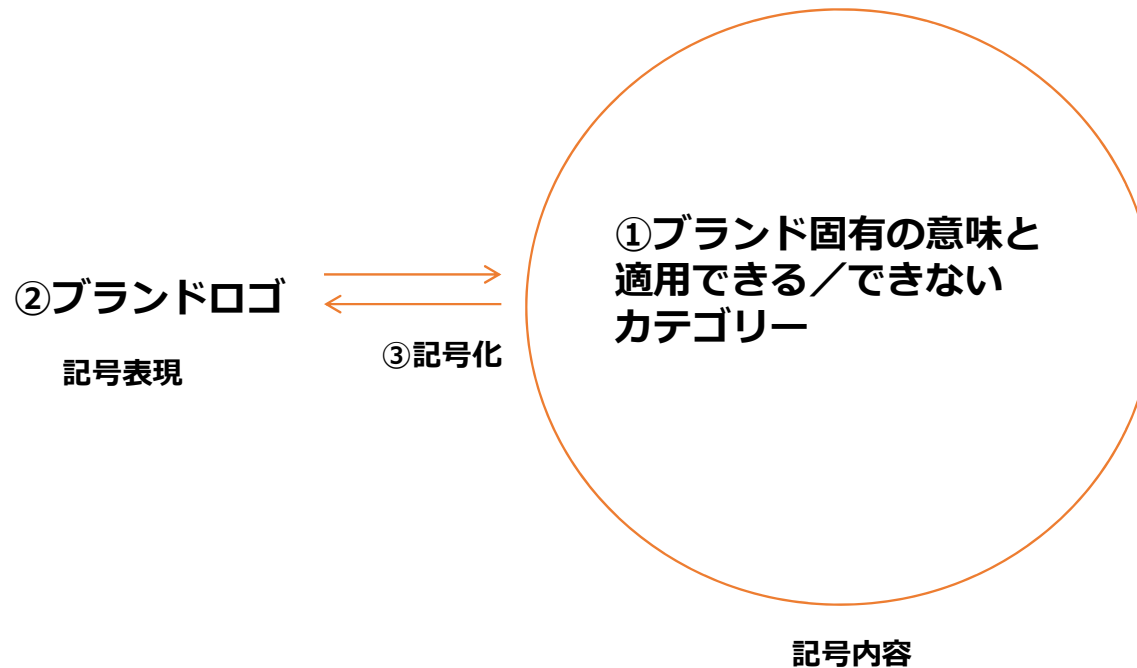 ①ブランド固有の意味と
適用できる／できない
カテゴリー
②ブランドロゴ
③記号化
記号表現
記号内容